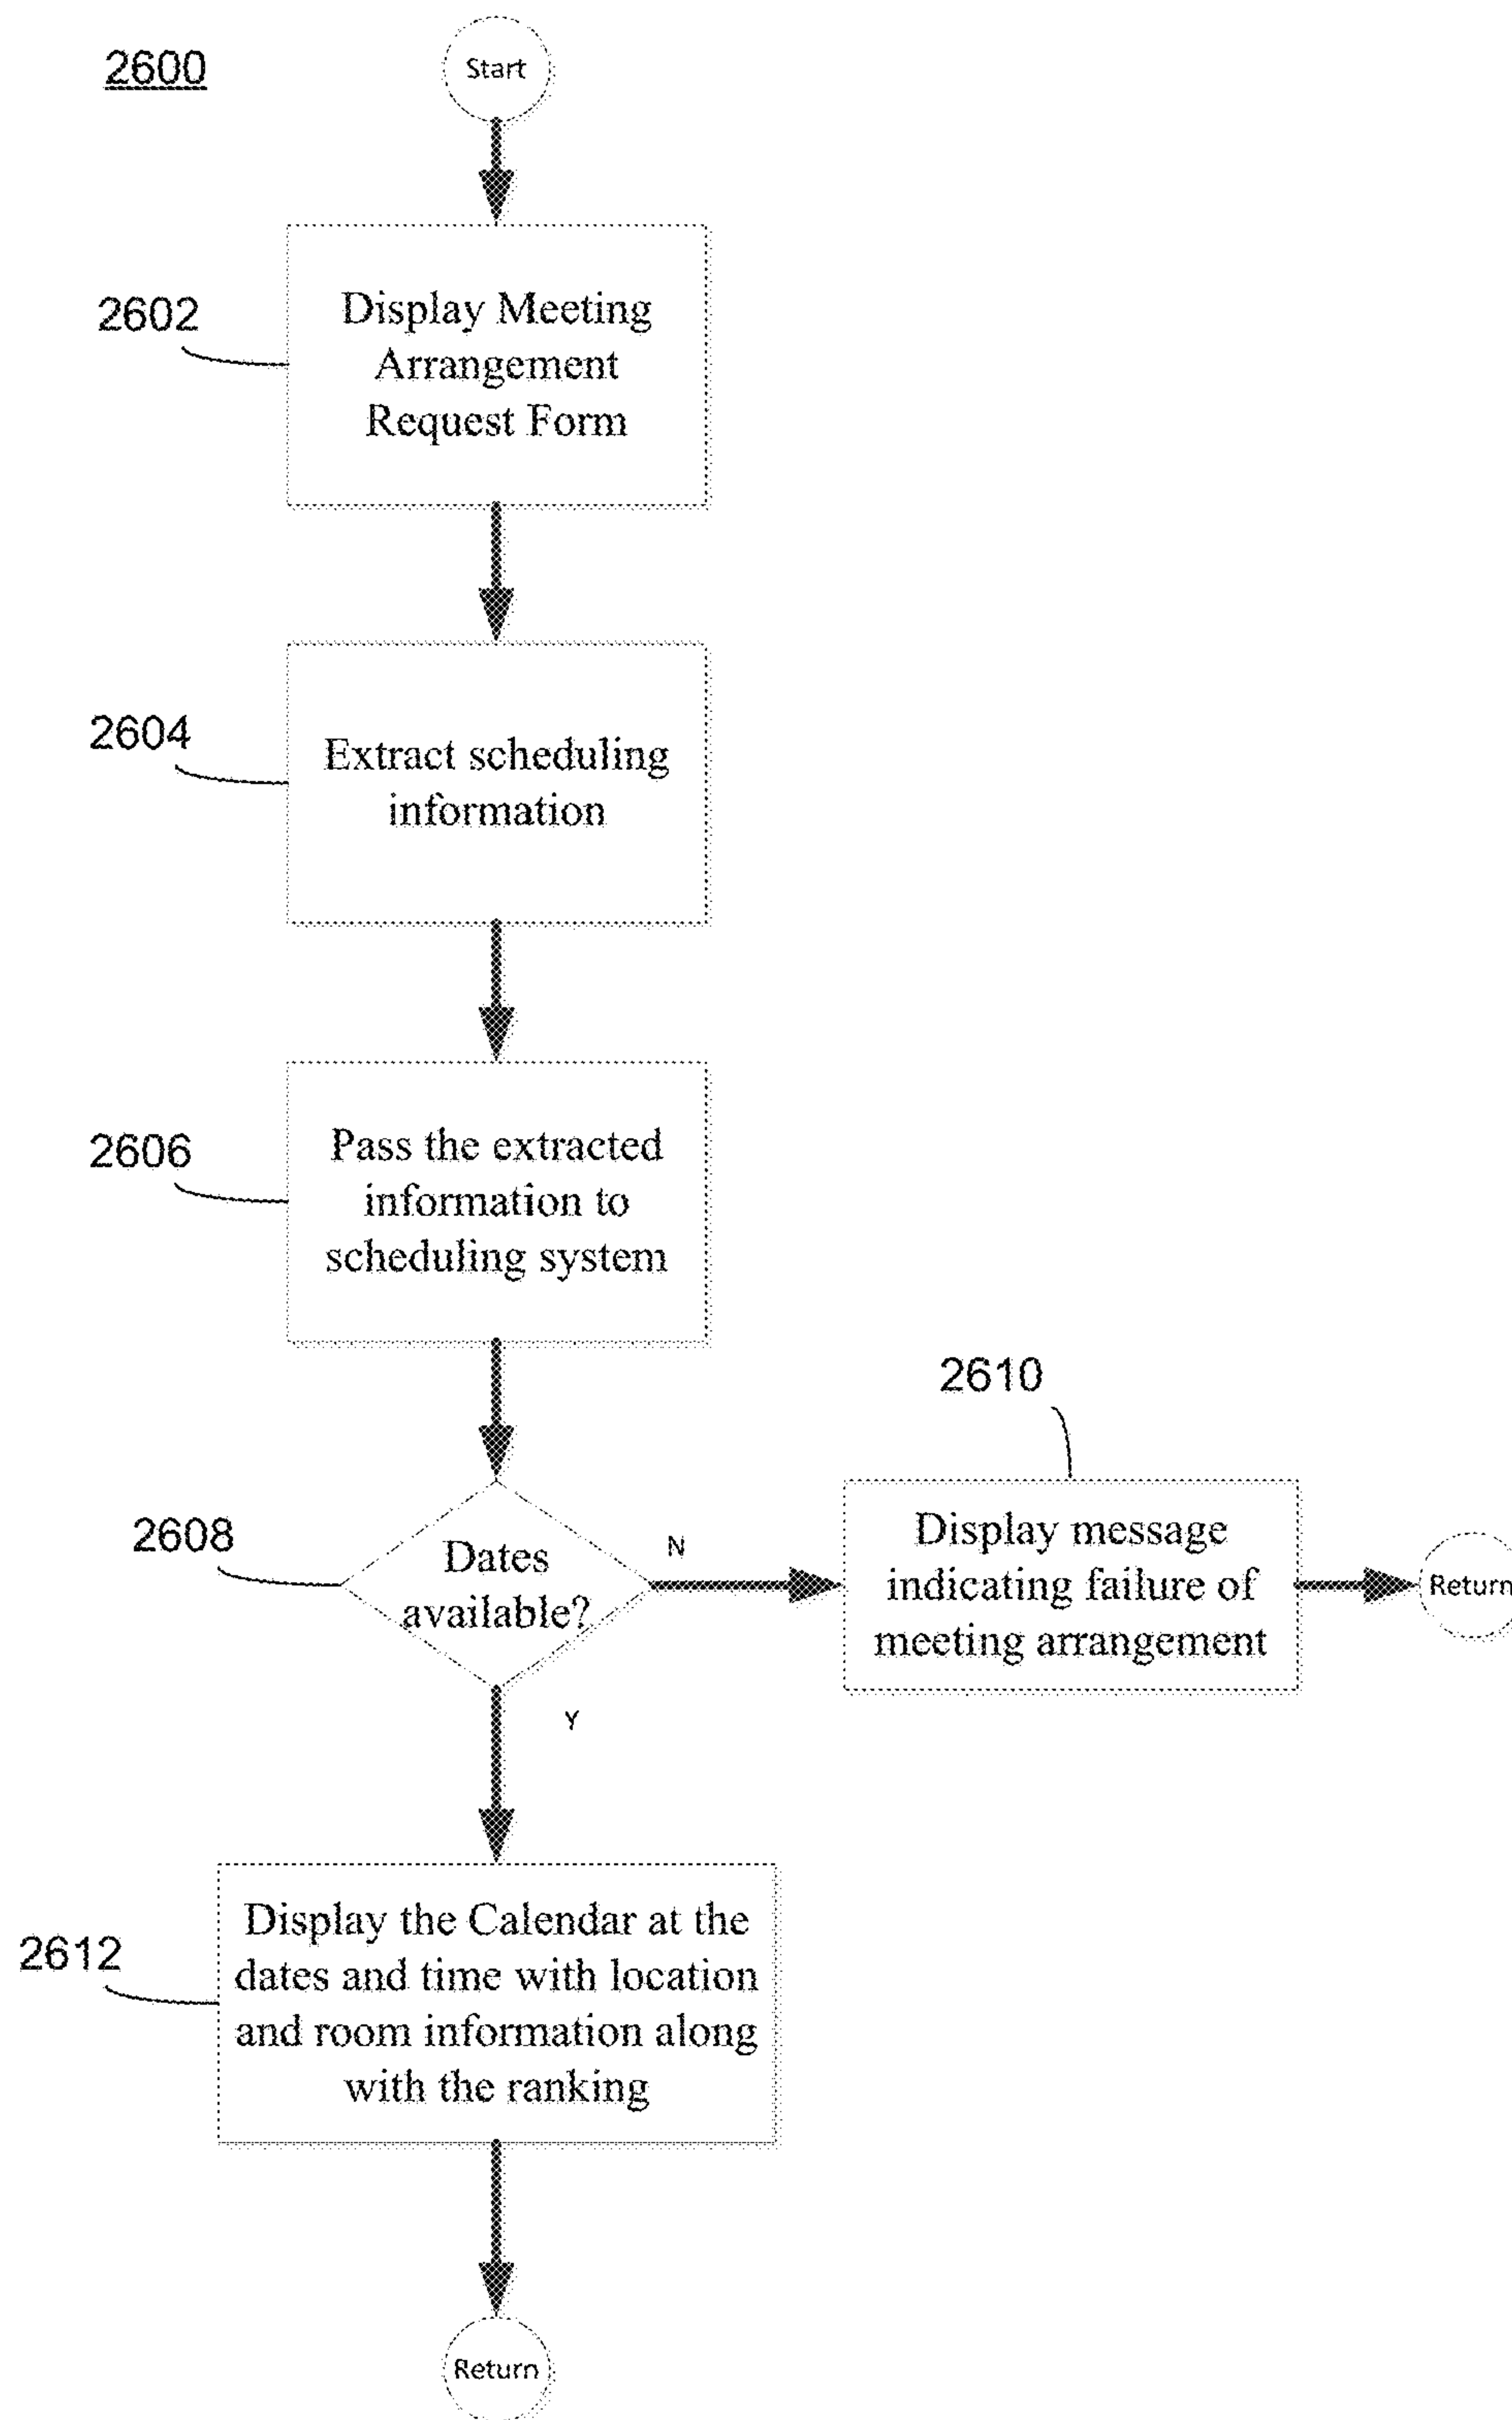 2600
Start
2602
Display Meeting
Arrangement
Request Form
2604
Extract scheduling
information
2606
Pass the extracted
information to
scheduling system
2608
Dates
available?
N
2610
Display message
indicating failure of
meeting arrangement
Return
Y
2612
Display the Calendar at the
dates and time with location
and room information along
with the ranking
Return